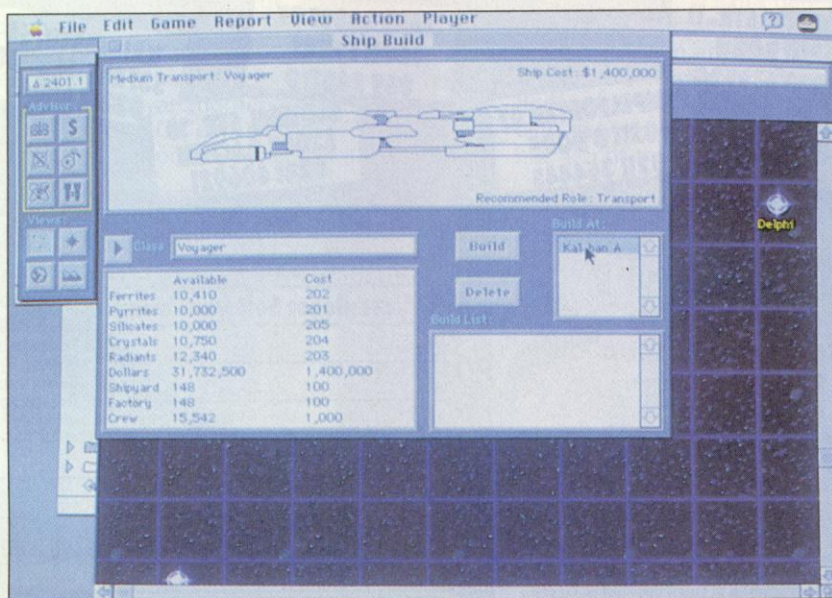 File Edit Game Report View Action Player
Ship Build
2401.1
Advisor:
Medium Transport: Voyager
Ship Cost: $1,400,000
Recommended Role: Transport
Views:
Class
Voyager
Build
Delete
Build At
Build List:
Available Cost
Ferrites 10,410 202
Pyrrites 10,000 201
Silicates 10,000 205
Crystals 10,750 204
Radiants 12,340 203
Dollars 31,732,500 1,400,000
Shipyard 148 100
Factory 148 100
Crew 15,542 1,000
Delphi